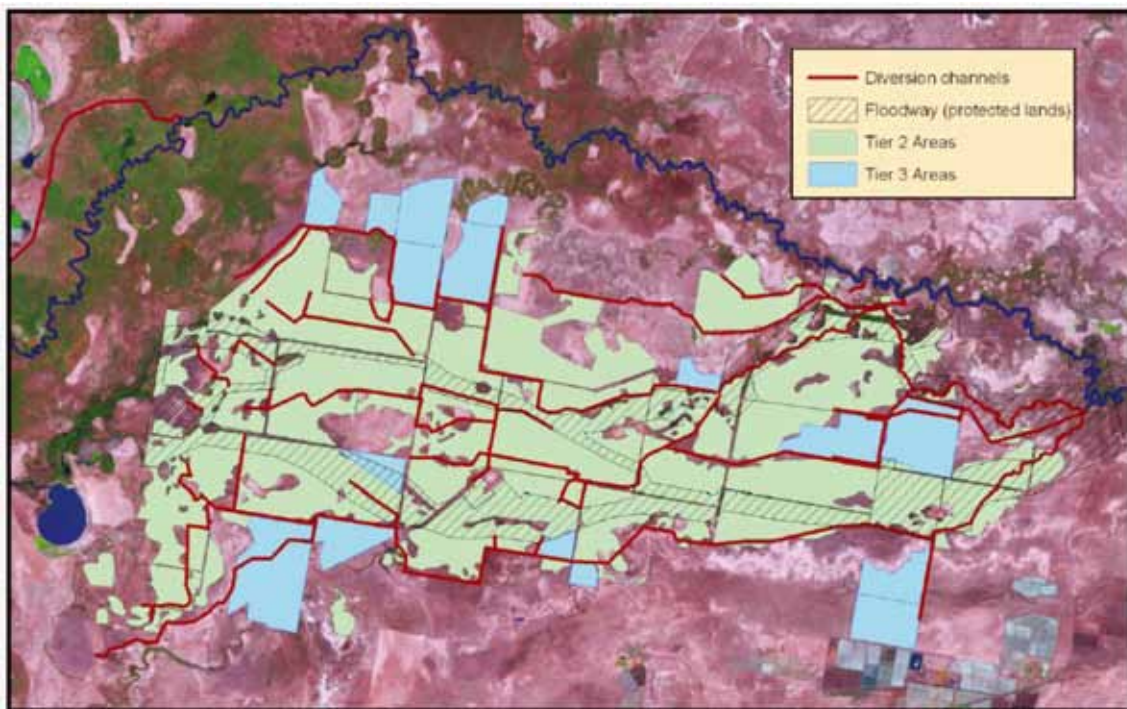 Diversion channels
Floodway (protected lands)
Tier 2 Areas
Tier 3 Areas